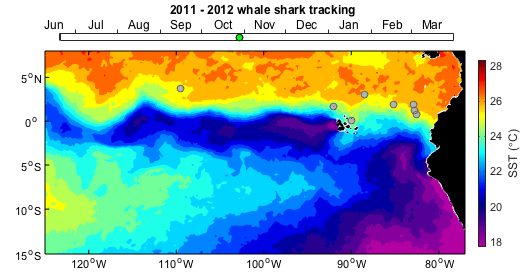 2011 - 2012 whale shark tracking
Jun Jul Aug Sep Oct Nov Dec Jan Feb Mar
5°N
0°
5°S
10°S
15°S
120°W 110°W 100°W 90°W 80°W
28
26
24
22
20
18
SST (°C)